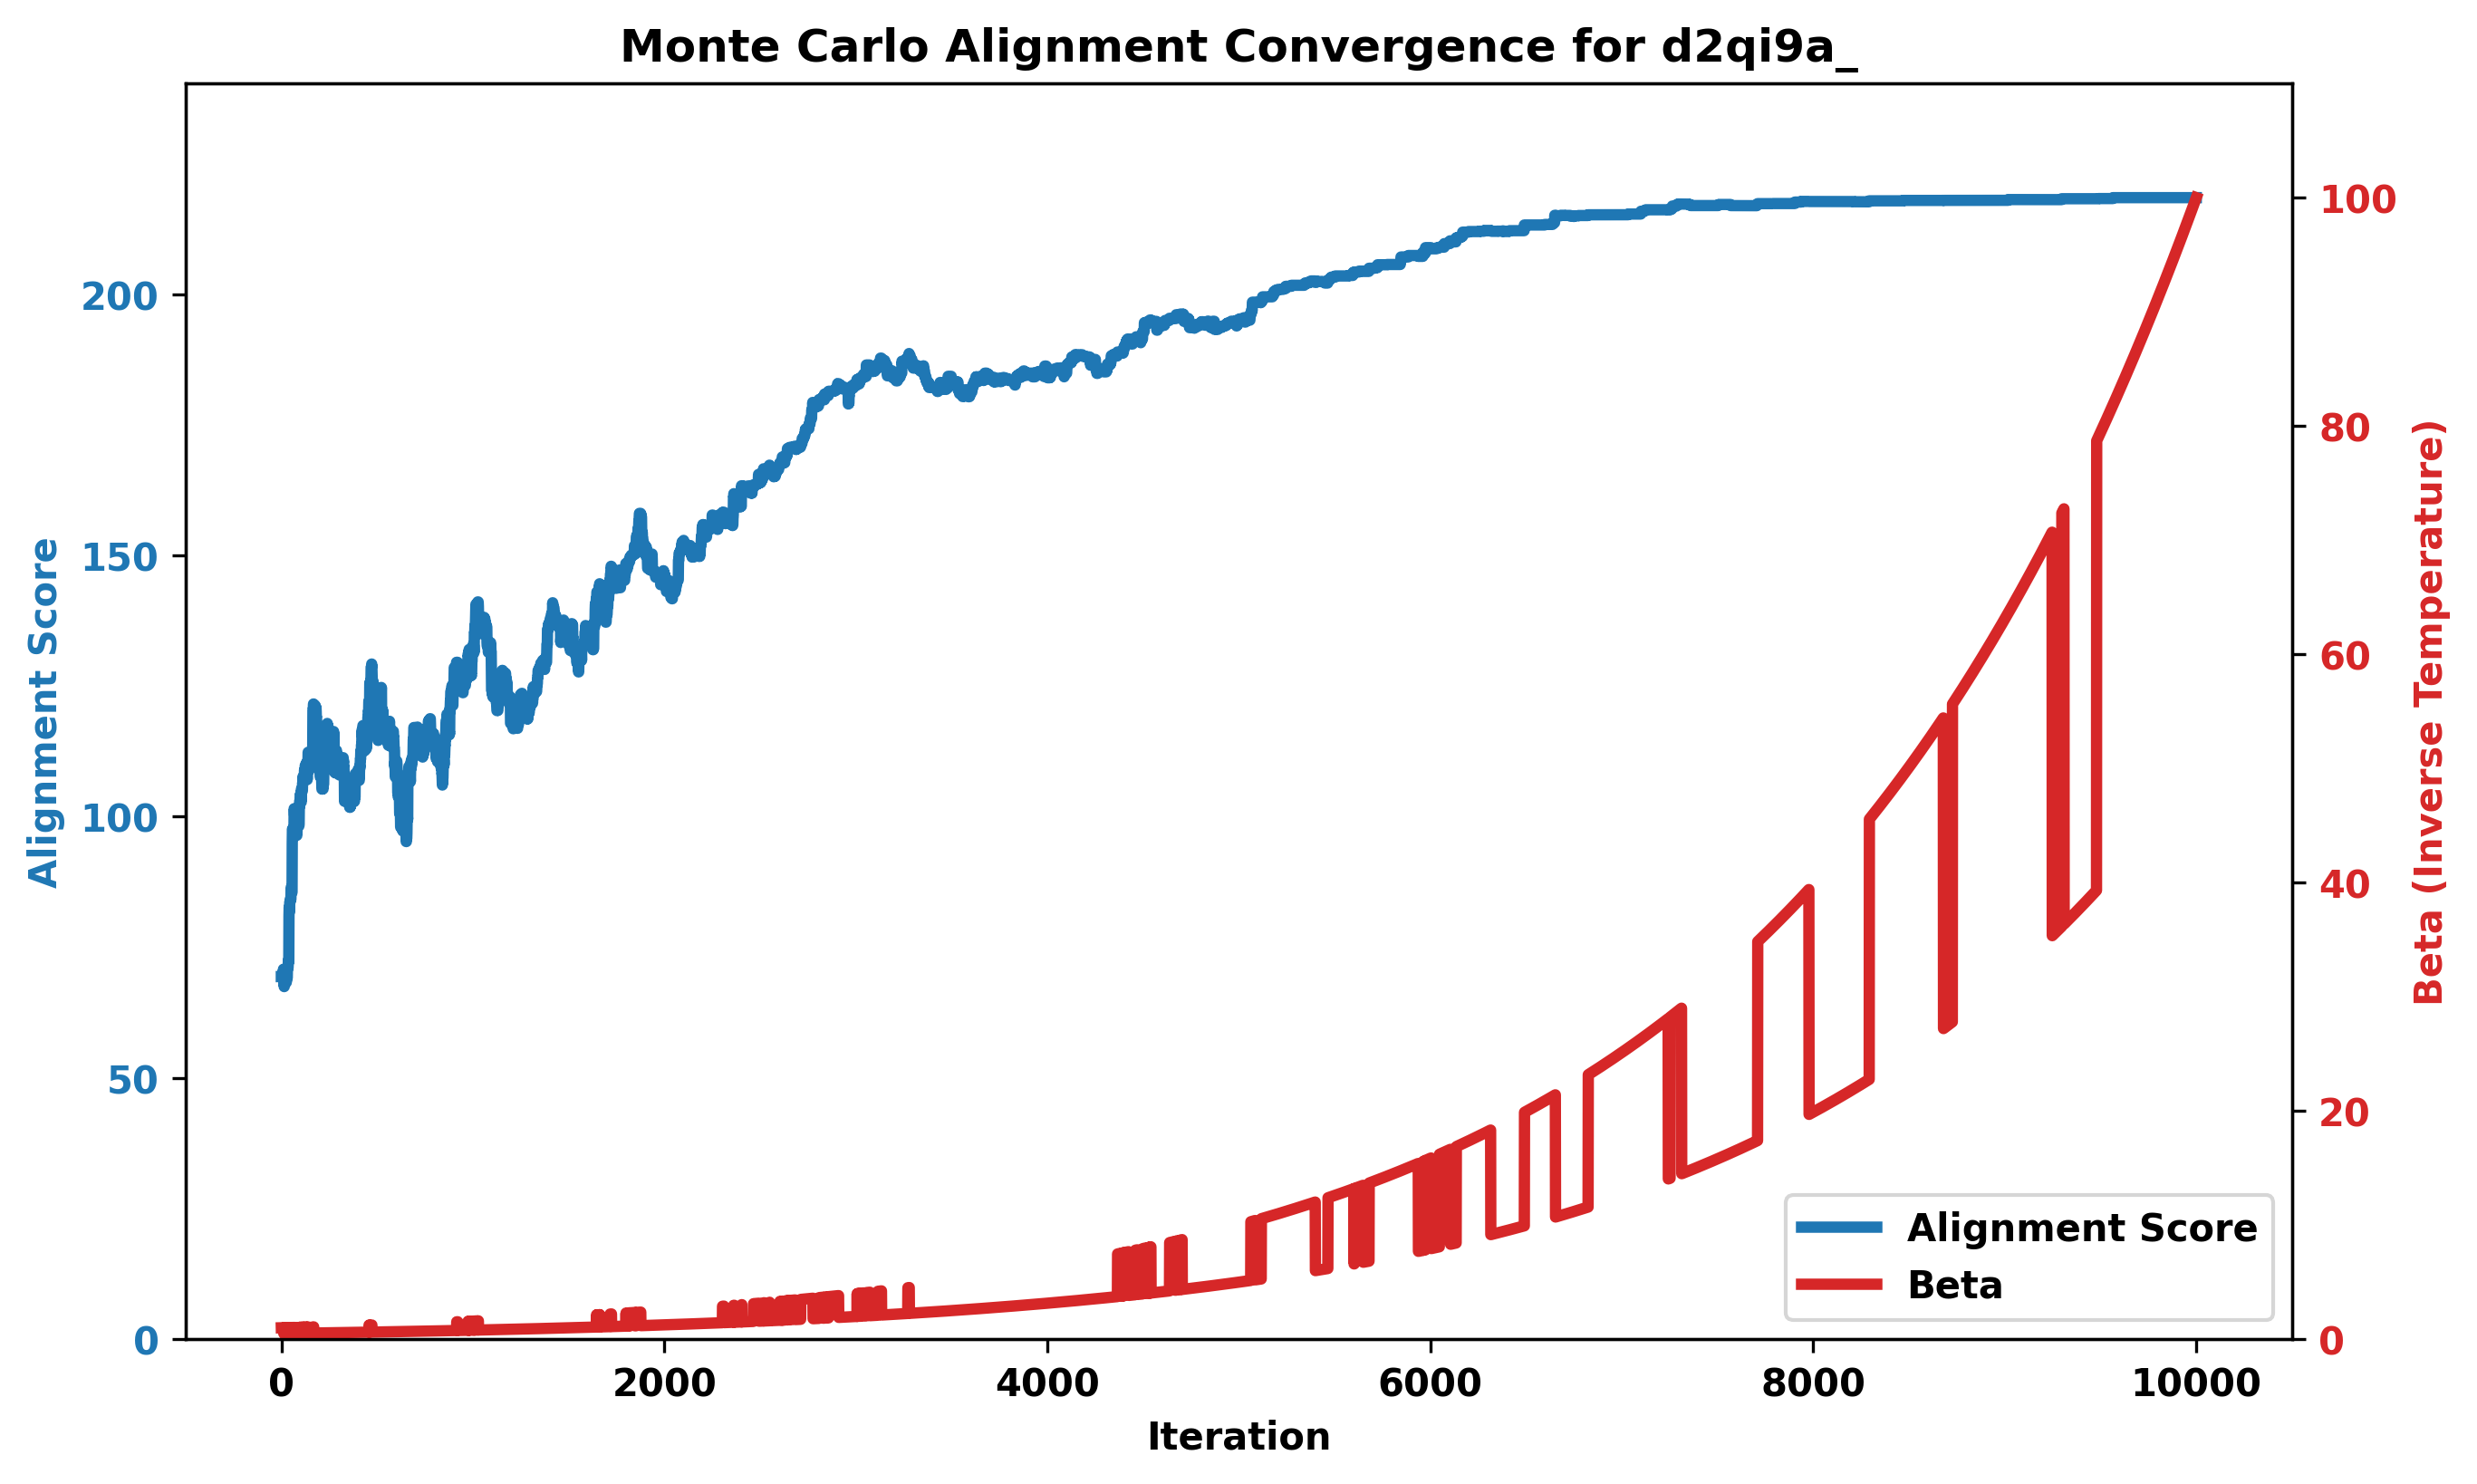 Monte Carlo Alignment Convergence for d2qi9a_
Alignment Score
200
150
100
50
0
100
80
60
40
20
0
Beta (Inverse Temperature)
Alignment Score
Beta
0 2000 4000 6000 8000 10000
Iteration